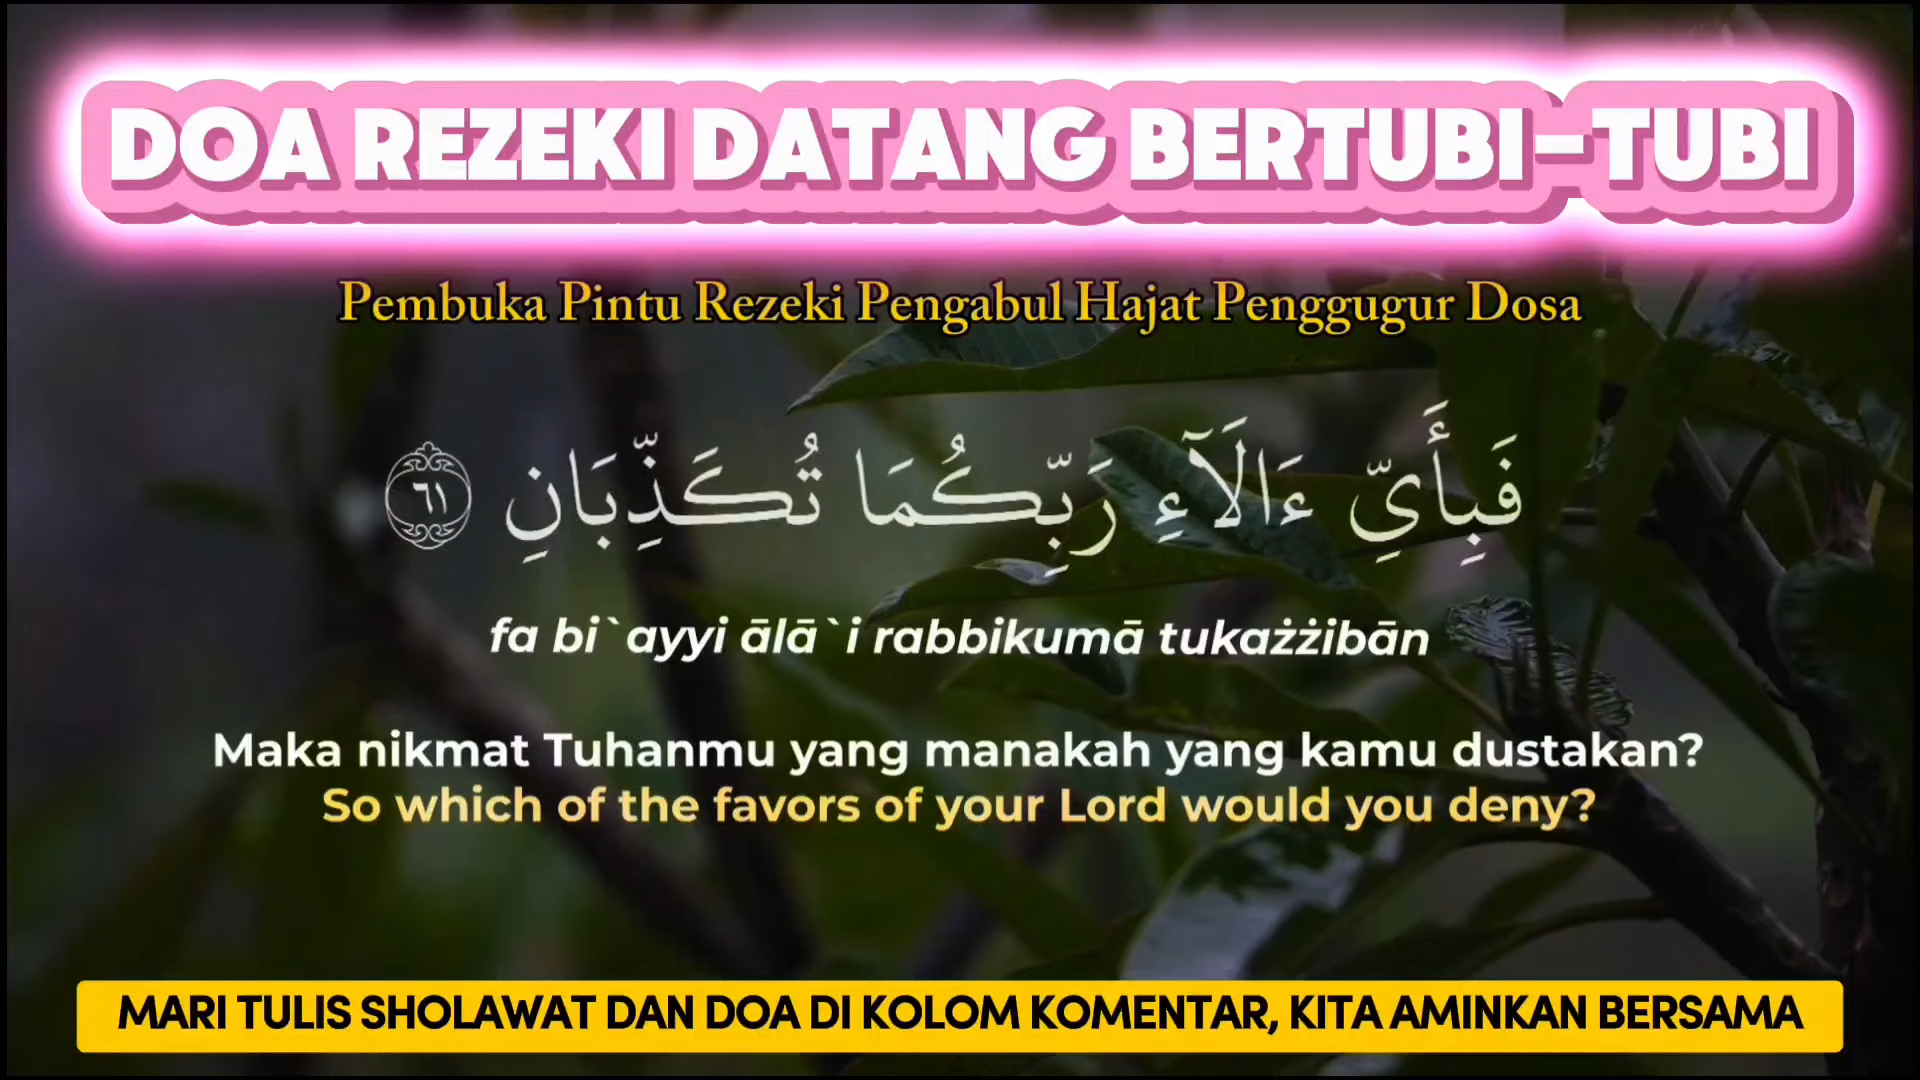 DOA REZEKI DATANG BERTUBI-TUBI
Pembuka Pintu Rezeki Pengabul Hajat Penggugur Dosa
فَبِأَيِّ ءَالَآءِ رَبِّكُمَا تُكَذِّبَانِ ٦١
fa bi`ayyi ālā`i rabbikumā tukażżibān
Maka nikmat Tuhanmu yang manakah yang kamu dustakan?
So which of the favors of your Lord would you deny?
MARI TULIS SHOLAWAT DAN DOA DI KOLOM KOMENTAR, KITA AMINKAN BERSAMA